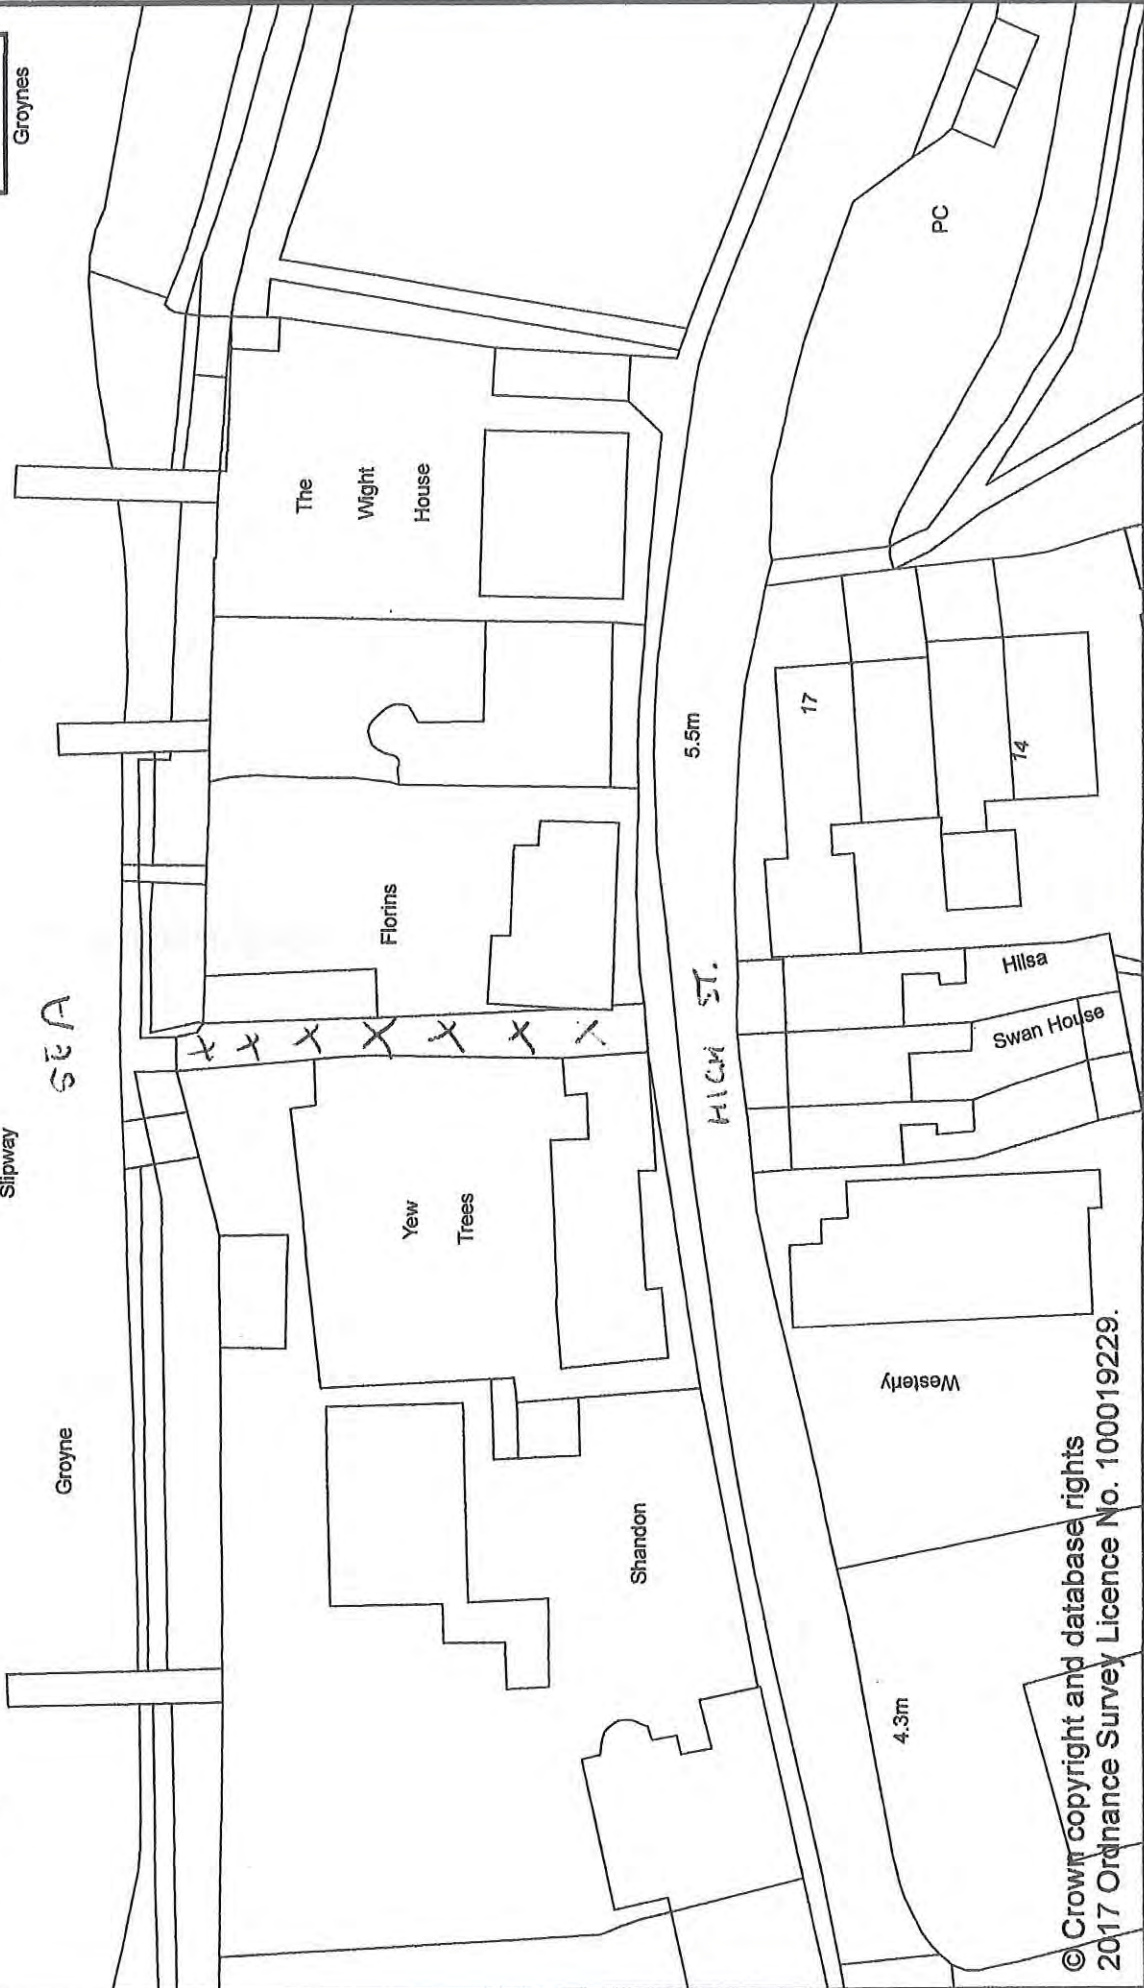 Groynes
Slipway
SEA
Groyne
The
Wight
House
PC
Florins
5.5m
17
14
Yew
Trees
HIGH ST.
Hilsa
Swan House
Shandon
Westerly
4.3m
© Crown copyright and database rights
2017 Ordnance Survey Licence No. 100019229.